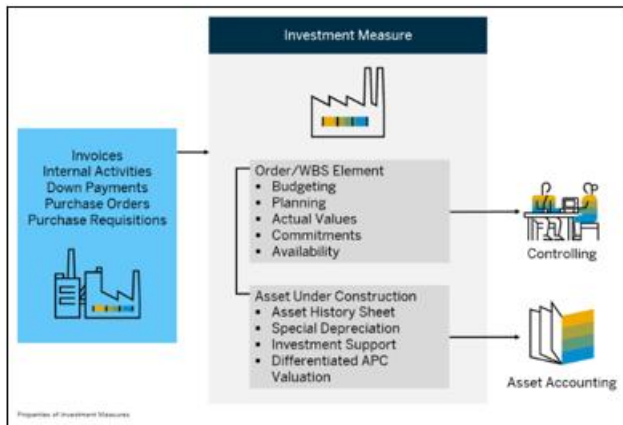 Investment Measure
Invoices
Internal Activities
Down Payments
Purchase Orders
Purchase Requisitions
Order/WBS Element
▪ Budgeting
▪ Planning
▪ Actual Values
▪ Commitments
▪ Availability
Controlling
Asset Under Construction
▪ Asset History Sheet
▪ Special Depreciation
▪ Investment Support
▪ Differentiated APC
Valuation
Asset Accounting
Properties of Investment Measures